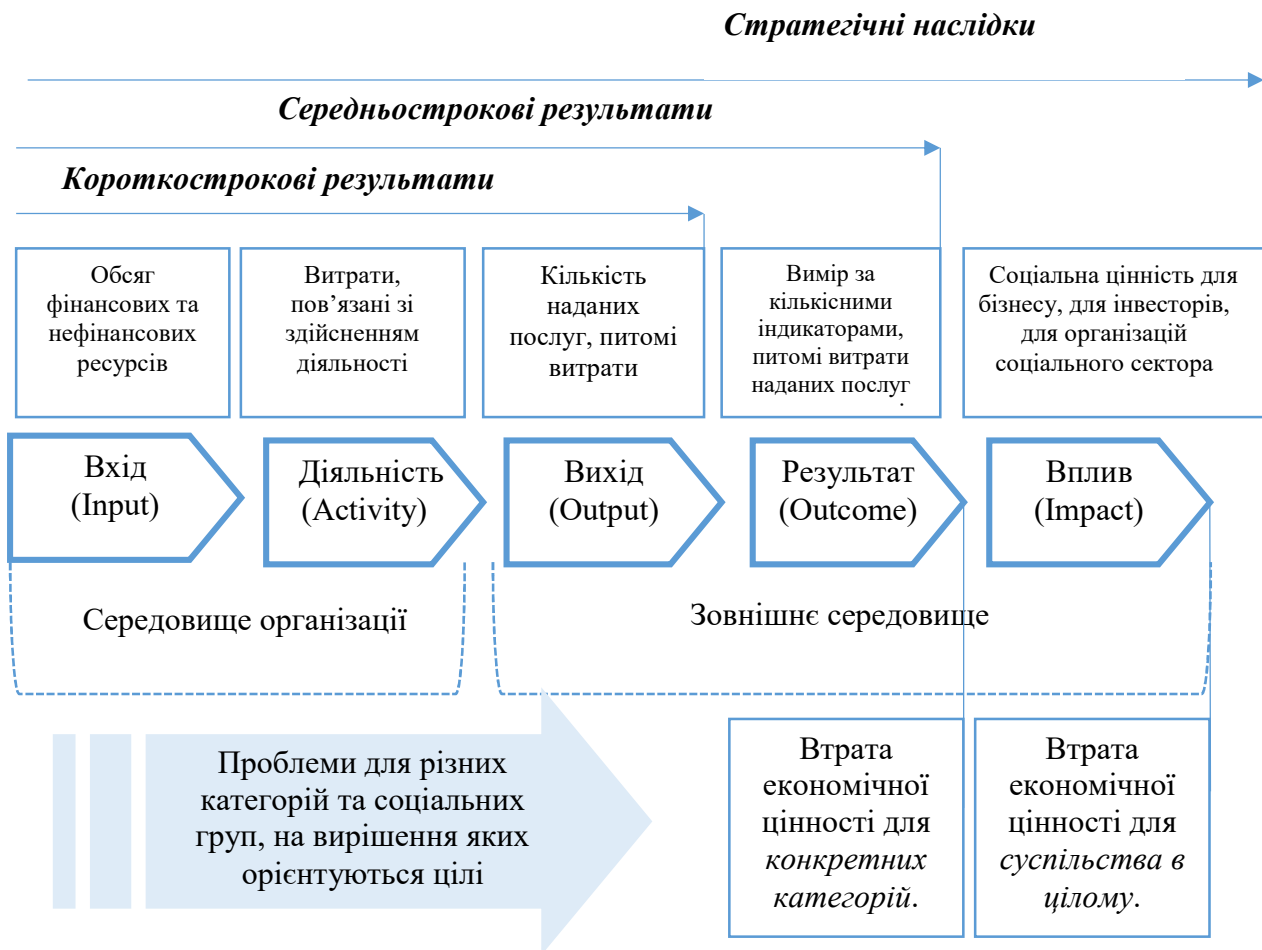 Стратегічні наслідки
Середньострокові результати
Короткострокові результати
Обсяг
фінансових та
нефінансових
ресурсів
Витрати,
пов’язані зі
здійсненням
діяльності
Кількість
наданих
послуг, питомі
витрати
Вимір за
кількісними
індикаторами,
питомі витрати
наданих послуг
Соціальна цінність для
бізнесу, для інвесторів,
для організацій
соціального сектора
Вхід
(Input)
Діяльність
(Activity)
Вихід
(Output)
Результат
(Outcome)
Вплив
(Impact)
Середовище організації
Зовнішнє середовище
Проблеми для різних
категорій та соціальних
груп, на вирішення яких
орієнтуються цілі
Втрата
економічної
цінності для
конкретних
категорій.
Втрата
економічної
цінності для
суспільства в
цілому.